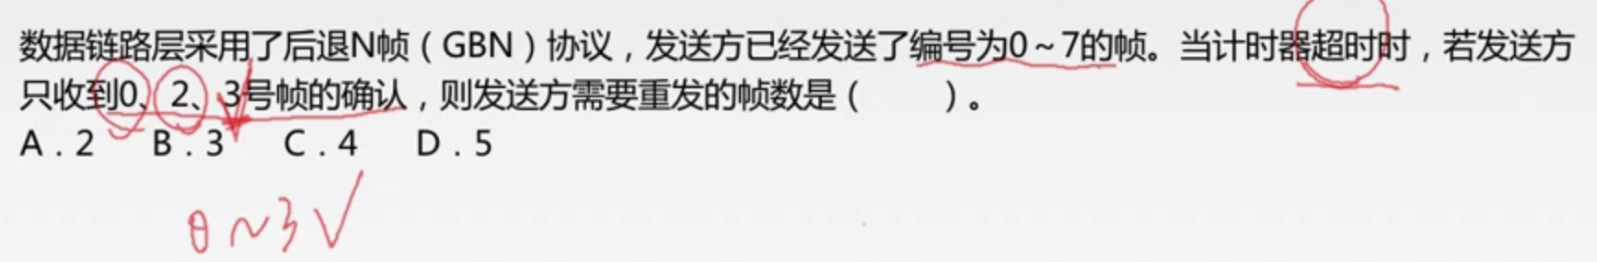 数据链路层采用了后退N帧（GBN）协议，发送方已经发送了编号为0～7的帧。当计时器超时时，若发送方
只收到0、2、3号帧的确认，则发送方需要重发的帧数是（　　）。
A．2　B．3　C．4　D．5
0~3√